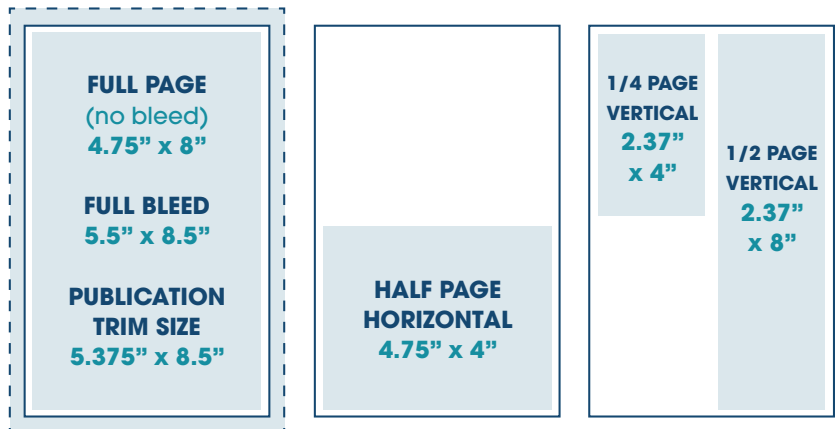 FULL PAGE
(no bleed)
4.75” x 8”
FULL BLEED
5.5” x 8.5”
PUBLICATION
TRIM SIZE
5.375” x 8.5”
HALF PAGE
HORIZONTAL
4.75” x 4”
1/4 PAGE
VERTICAL
2.37”
x 4”
1/2 PAGE
VERTICAL
2.37”
x 8”